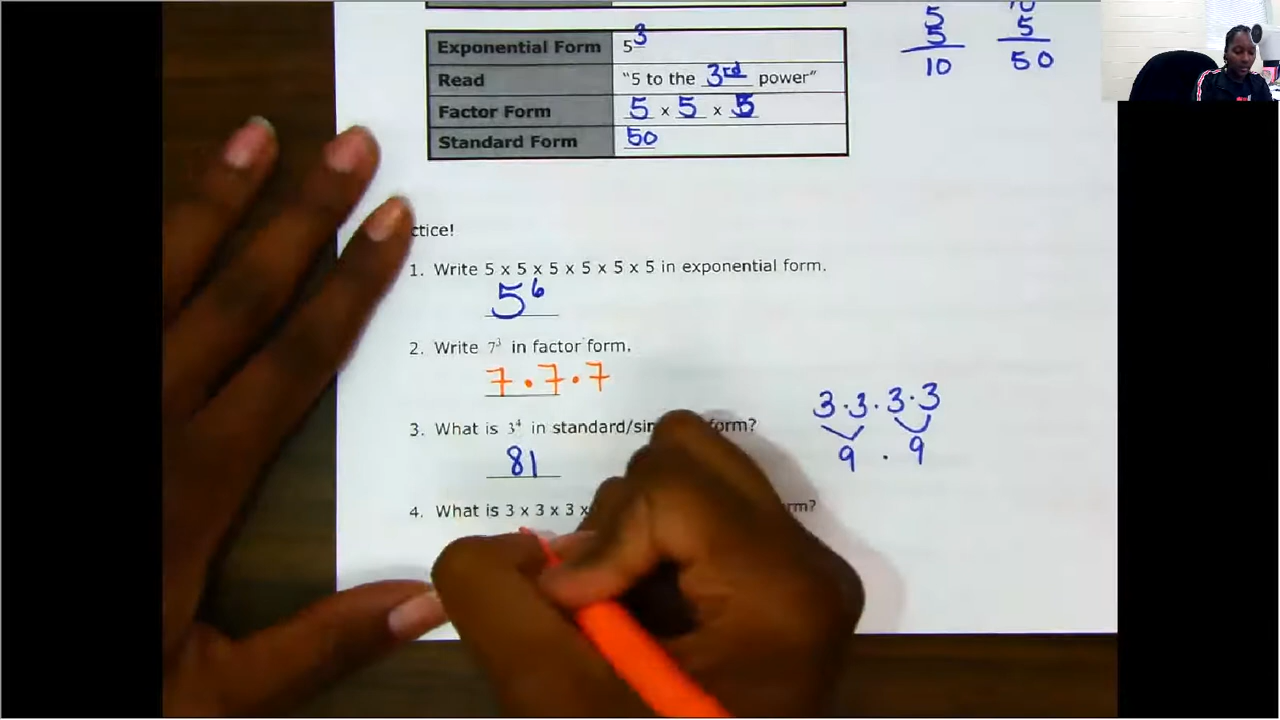 5 10
5 5
10 50
Exponential Form 5³
Read "5 to the 3rd power"
Factor Form 5 x 5 x 5
Standard Form 50
ctice!
1. Write 5 x 5 x 5 x 5 x 5 x 5 in exponential form.
5⁶
2. Write 7³ in factor form.
7 · 7 · 7
3. What is 3⁴ in standard/ form?
81
3 · 3 · 3 · 3
9 · 9
4. What is 3 x 3 x 3 x